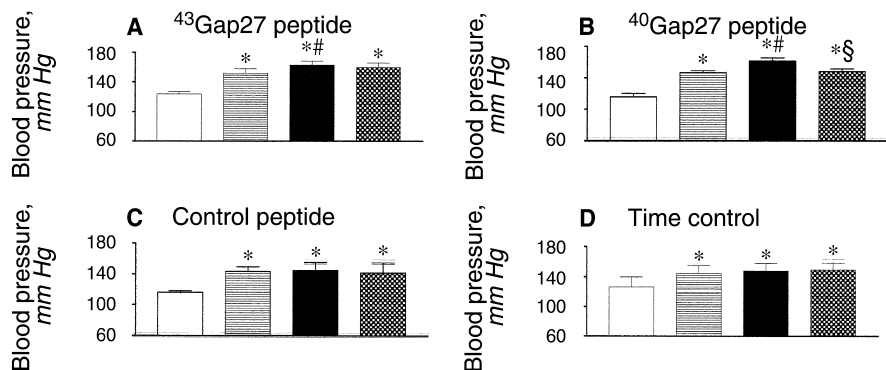 A ⁴³Gap27 peptide
Blood pressure,
mm Hg
180
140
100
60
*
*#
*
B ⁴⁰Gap27 peptide
Blood pressure,
mm Hg
180
140
100
60
*
*#
*§
C Control peptide
Blood pressure,
mm Hg
180
140
100
60
*
*
*
D Time control
Blood pressure,
mm Hg
180
140
100
60
*
*
*